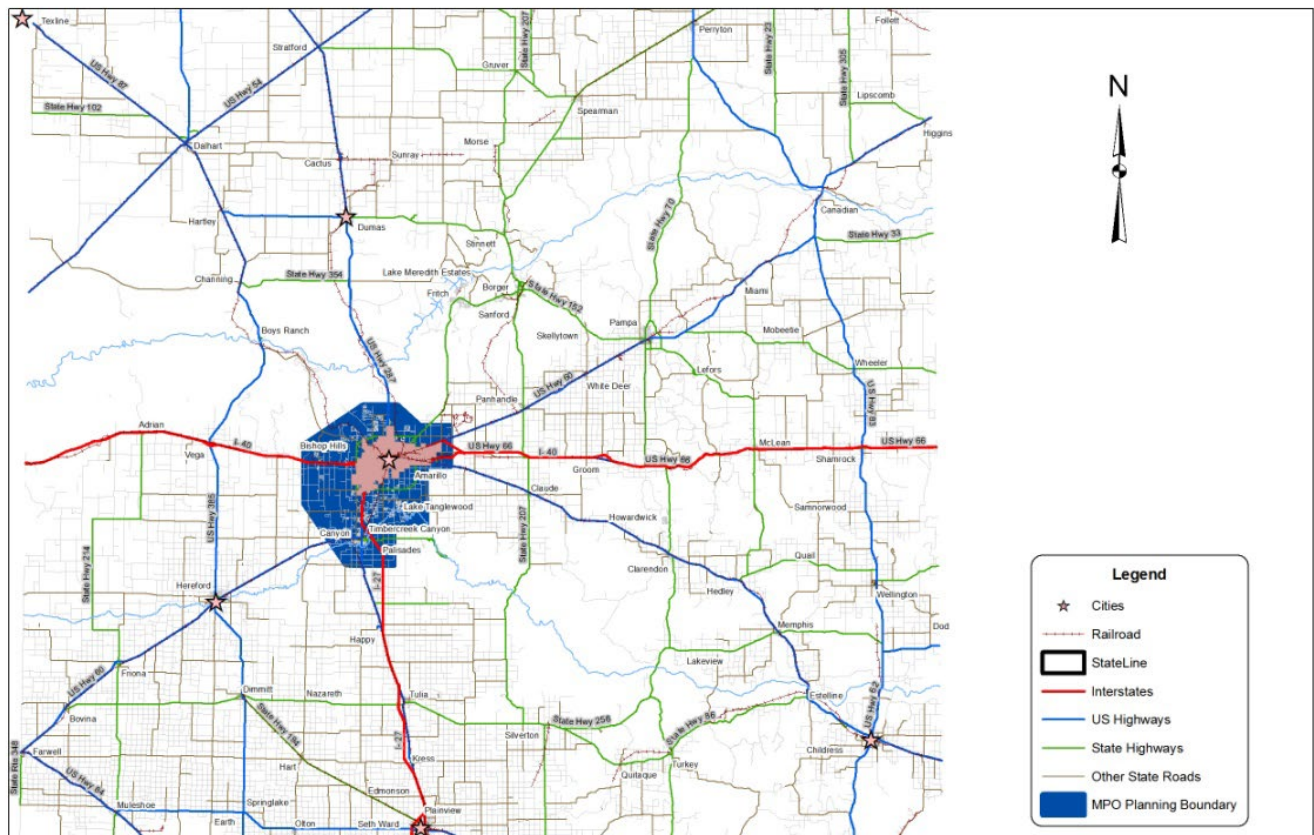 Texline
Stratford
State Hwy 207
Perryton
State Hwy 23
Follett
US Hwy 87
US Hwy 54
Gruver
State Hwy 305
State Hwy 102
Spearman
Lipscomb
Dalhart
Morse
Higgins
Cactus
Sunray
Canadian
Hartley
Dumas
State Hwy 70
State Hwy 33
Stinnett
Channing
State Hwy 354
Lake Meredith Estates
Fritch
Borger
State Hwy 152
Miami
Sanford
Boys Ranch
Skellytown
Pampa
Mobeetie
US Hwy 287
Wheeler
Lefors
US Hwy 60
White Deer
Panhandle
US Hwy 83
Adrian
I-40
Vega
Bishop Hills
US Hwy 66
I-40
McLean
US Hwy 66
US Hwy 66
Shamrock
Groom
Amarillo
Claude
Lake Tanglewood
Samnorwood
US Hwy 385
State Hwy 207
Howardwick
Canyon
Timbercreek Canyon
Palisades
State Hwy 214
I-27
Quail
Clarendon
Hereford
Hedley
Wellington
Memphis
Dod
Happy
Lakeview
US Hwy 60
Friona
Dimmitt
Nazareth
Tulia
Estelline
US Hwy 62
Bovina
State Hwy 194
State Hwy 256
State Hwy 86
Silverton
I-27
Farwell
State Rte 348
Childress
Hart
Kress
Turkey
US Hwy 84
Quitaque
Edmonson
Muleshoe
Springlake
Plainview
Earth
Olton
Seth Ward
N
Legend
Cities
Railroad
StateLine
Interstates
US Highways
State Highways
Other State Roads
MPO Planning Boundary